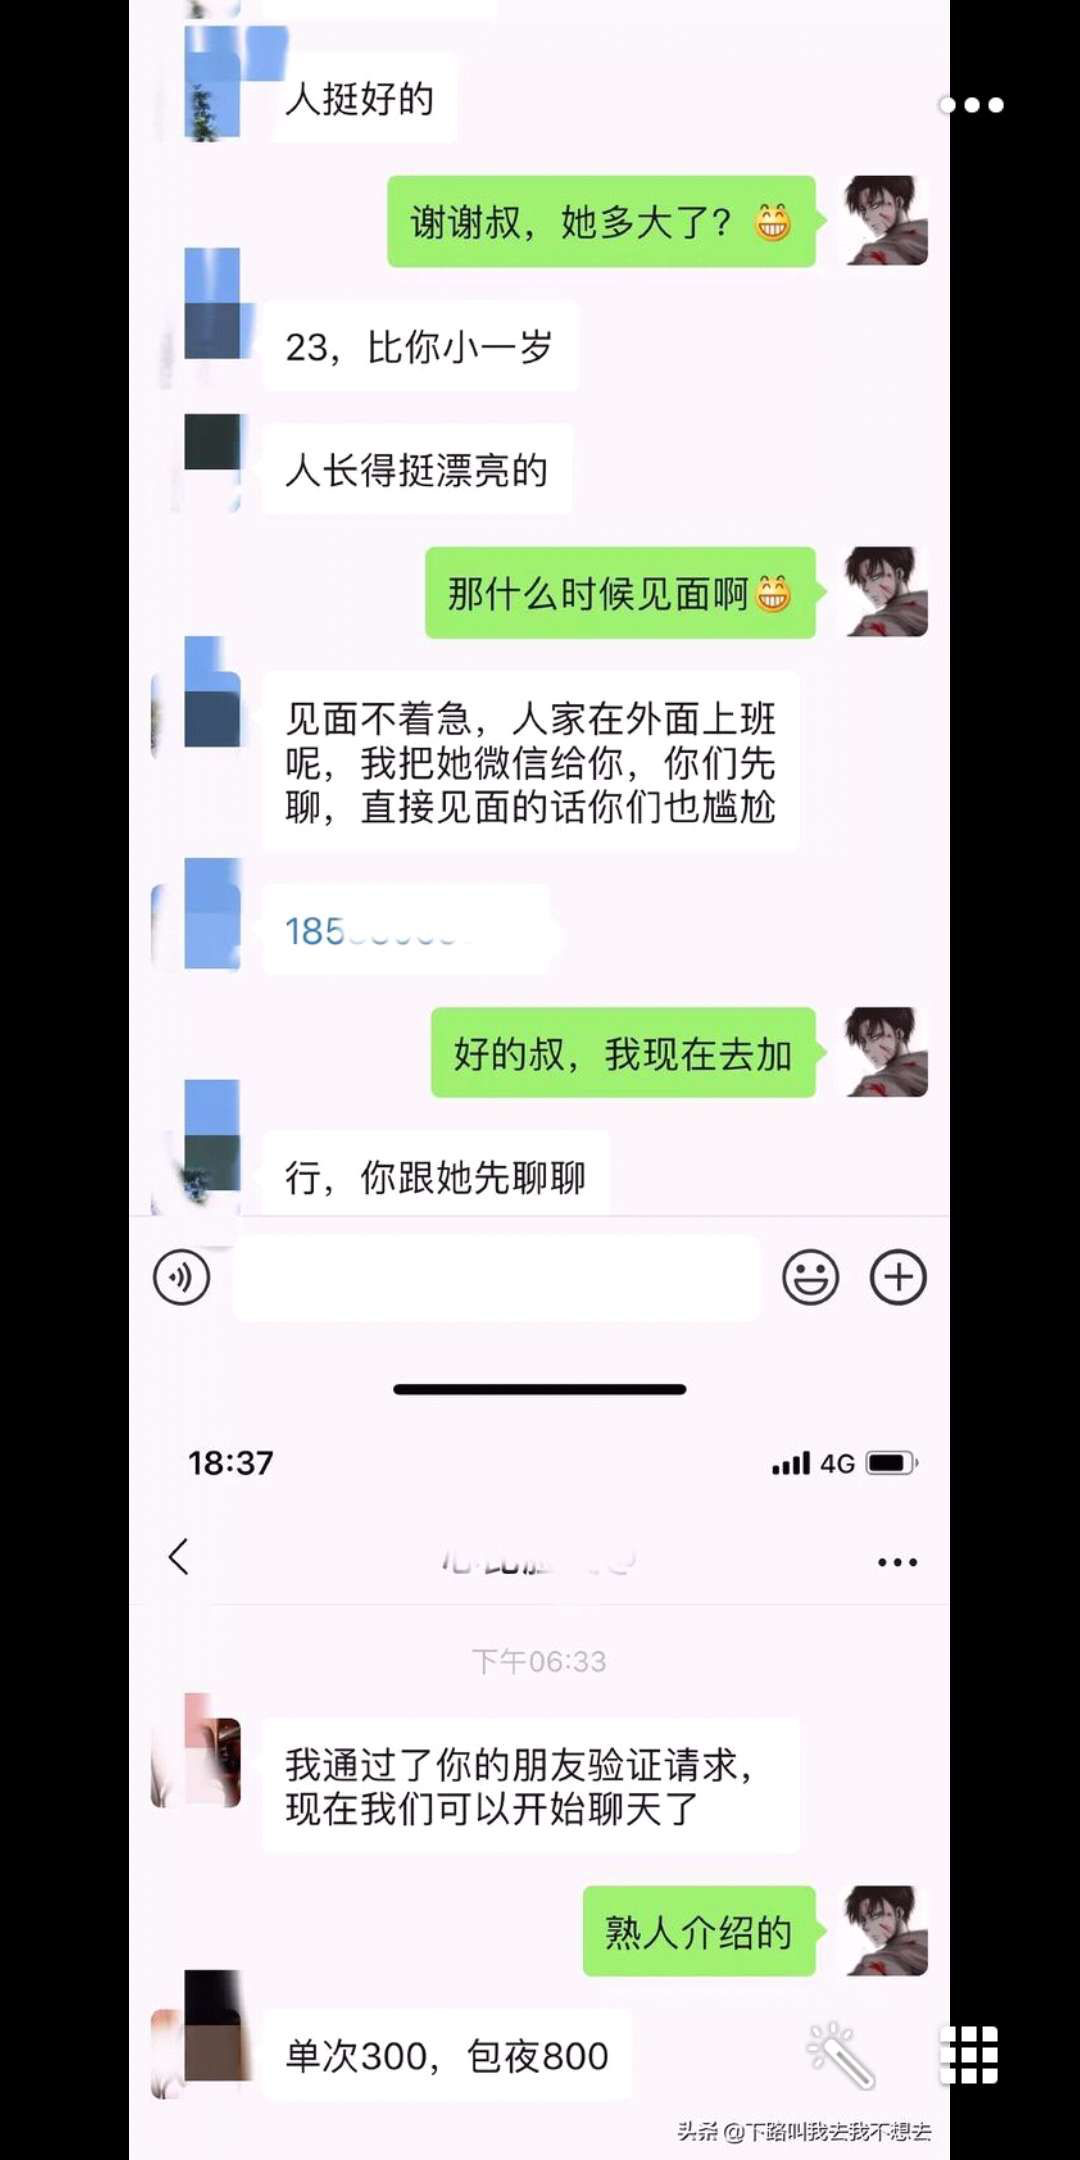 人挺好的
谢谢叔，她多大了？😁
23，比你小一岁
人长得挺漂亮的
那什么时候见面啊😁
见面不着急，人家在外面上班
呢，我把她微信给你，你们先
聊，直接见面的话你们也尴尬
185
好的叔，我现在去加
行，你跟她先聊聊
18:37
4G
下午06:33
我通过了你的朋友验证请求，
现在我们可以开始聊天了
熟人介绍的
单次300，包夜800
头条 @下路叫我去我不想去